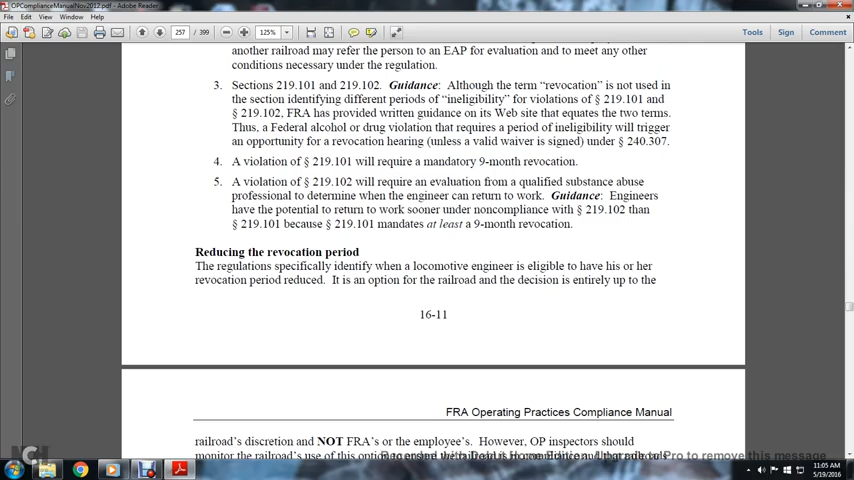 OPComplianceManualNov2012.pdf - Adobe Reader
File Edit View Window Help
257 / 399 125% Tools Sign Comment
another railroad may refer the person to an EAP for evaluation and to meet any other
conditions necessary under the regulation.
3. Sections 219.101 and 219.102. Guidance: Although the term “revocation” is not used in
the section identifying different periods of “ineligibility” for violations of § 219.101 and
§ 219.102, FRA has provided written guidance on its Web site that equates the two terms.
Thus, a Federal alcohol or drug violation that requires a period of ineligibility will trigger
an opportunity for a revocation hearing (unless a valid waiver is signed) under § 240.307.
4. A violation of § 219.101 will require a mandatory 9-month revocation.
5. A violation of § 219.102 will require an evaluation from a qualified substance abuse
professional to determine when the engineer can return to work. Guidance: Engineers
have the potential to return to work sooner under noncompliance with § 219.102 than
§ 219.101 because § 219.101 mandates at least a 9-month revocation.
Reducing the revocation period
The regulations specifically identify when a locomotive engineer is eligible to have his or her
revocation period reduced. It is an option for the railroad and the decision is entirely up to the
16-11
FRA Operating Practices Compliance Manual
railroad’s discretion and NOT FRA’s or the employee’s. However, OP inspectors should
monitor the railroad’s use of this option
to Pro to remove this message
NCH
11:05 AM
5/19/2016